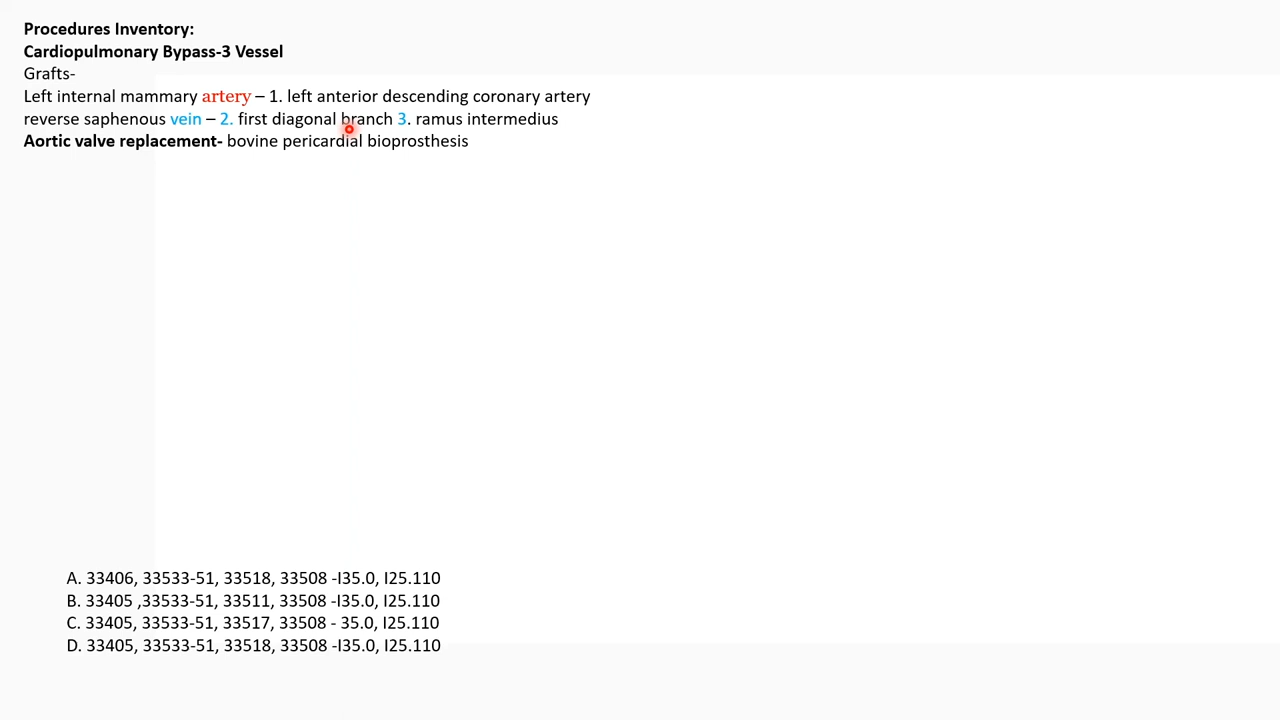 Procedures Inventory:
Cardiopulmonary Bypass-3 Vessel
Grafts-
Left internal mammary artery – 1. left anterior descending coronary artery
reverse saphenous vein – 2. first diagonal branch 3. ramus intermedius
Aortic valve replacement- bovine pericardial bioprosthesis
A. 33406, 33533-51, 33518, 33508 -I35.0, I25.110
B. 33405 ,33533-51, 33511, 33508 -I35.0, I25.110
C. 33405, 33533-51, 33517, 33508 - 35.0, I25.110
D. 33405, 33533-51, 33518, 33508 -I35.0, I25.110